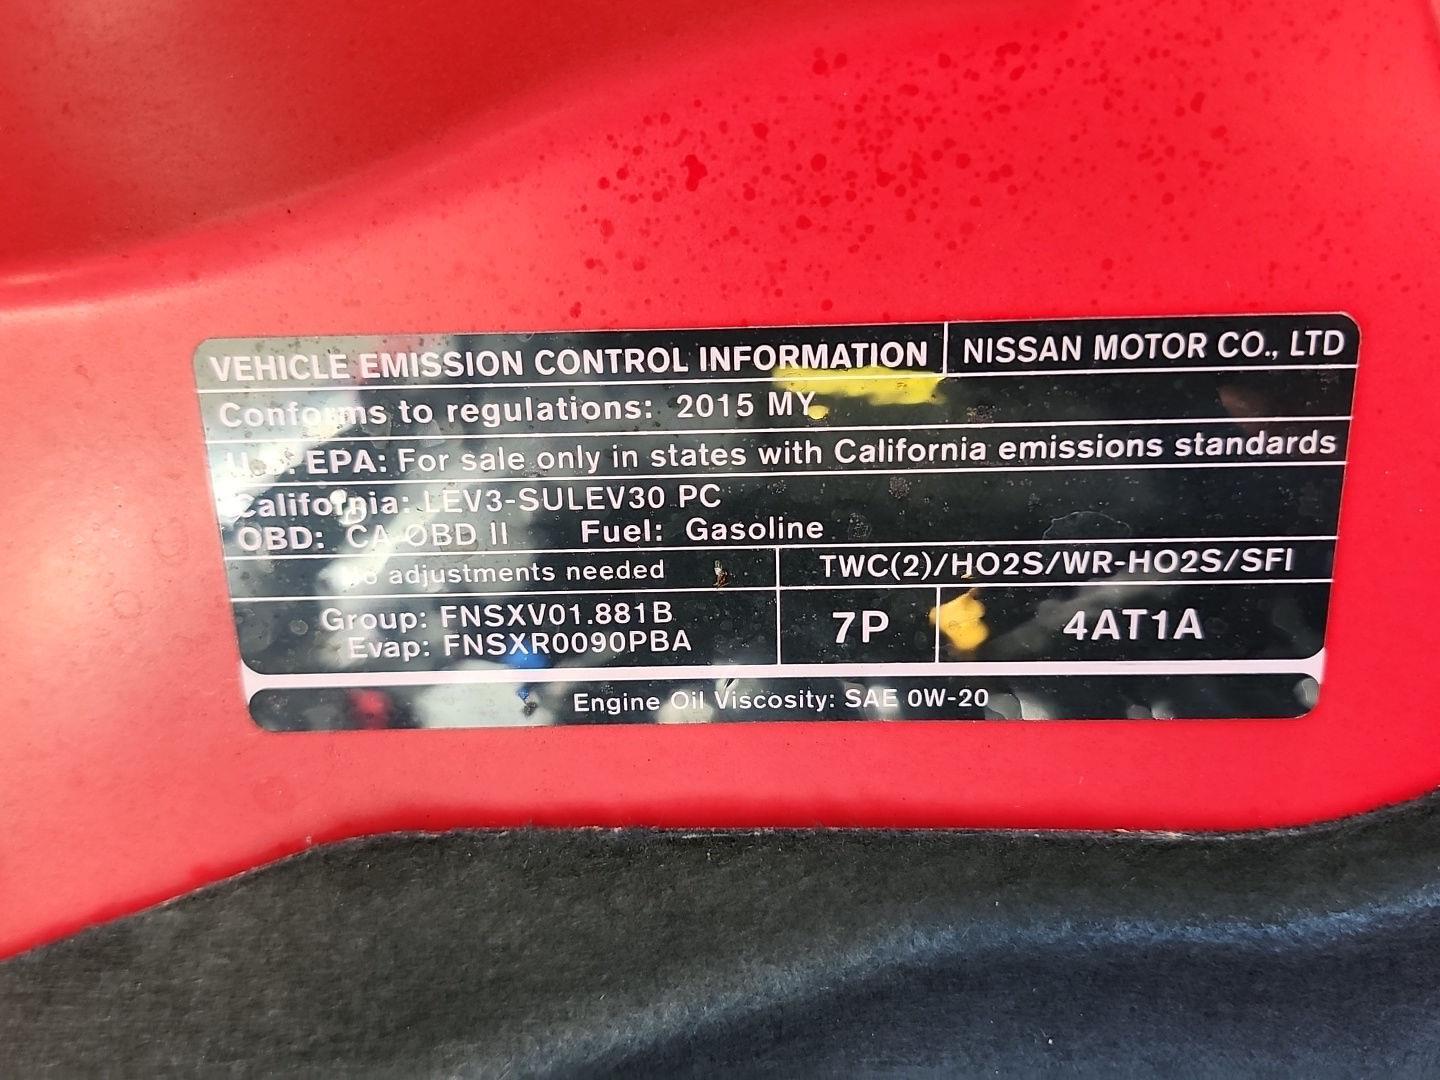 VEHICLE EMISSION CONTROL INFORMATION NISSAN MOTOR CO., LTD
Conforms to regulations: 2015 MY
U.S. EPA: For sale only in states with California emissions standards
California: LEV3-SULEV30 PC
OBD: CA OBD II Fuel: Gasoline
No adjustments needed TWC(2)/HO2S/WR-HO2S/SFI
Group: FNSXV01.881B
Evap: FNSXR0090PBA
7P 4AT1A
Engine Oil Viscosity: SAE 0W-20